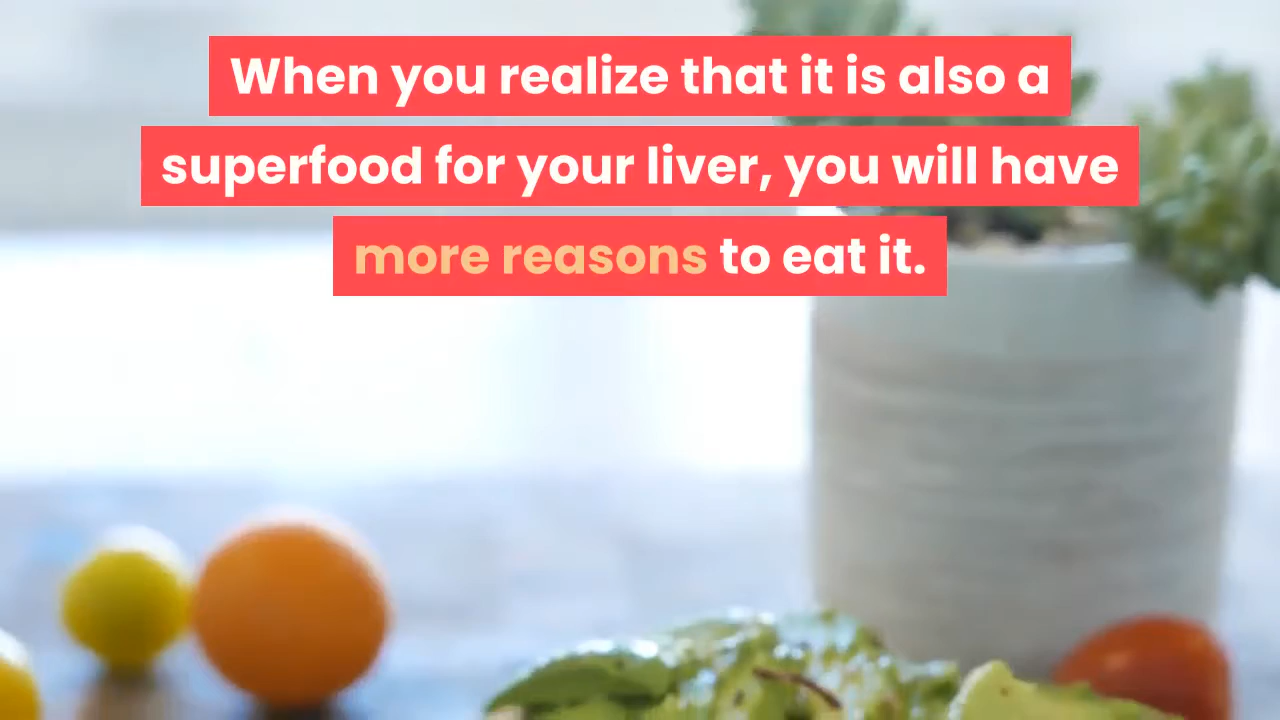 When you realize that it is also a
superfood for your liver, you will have
more reasons to eat it.